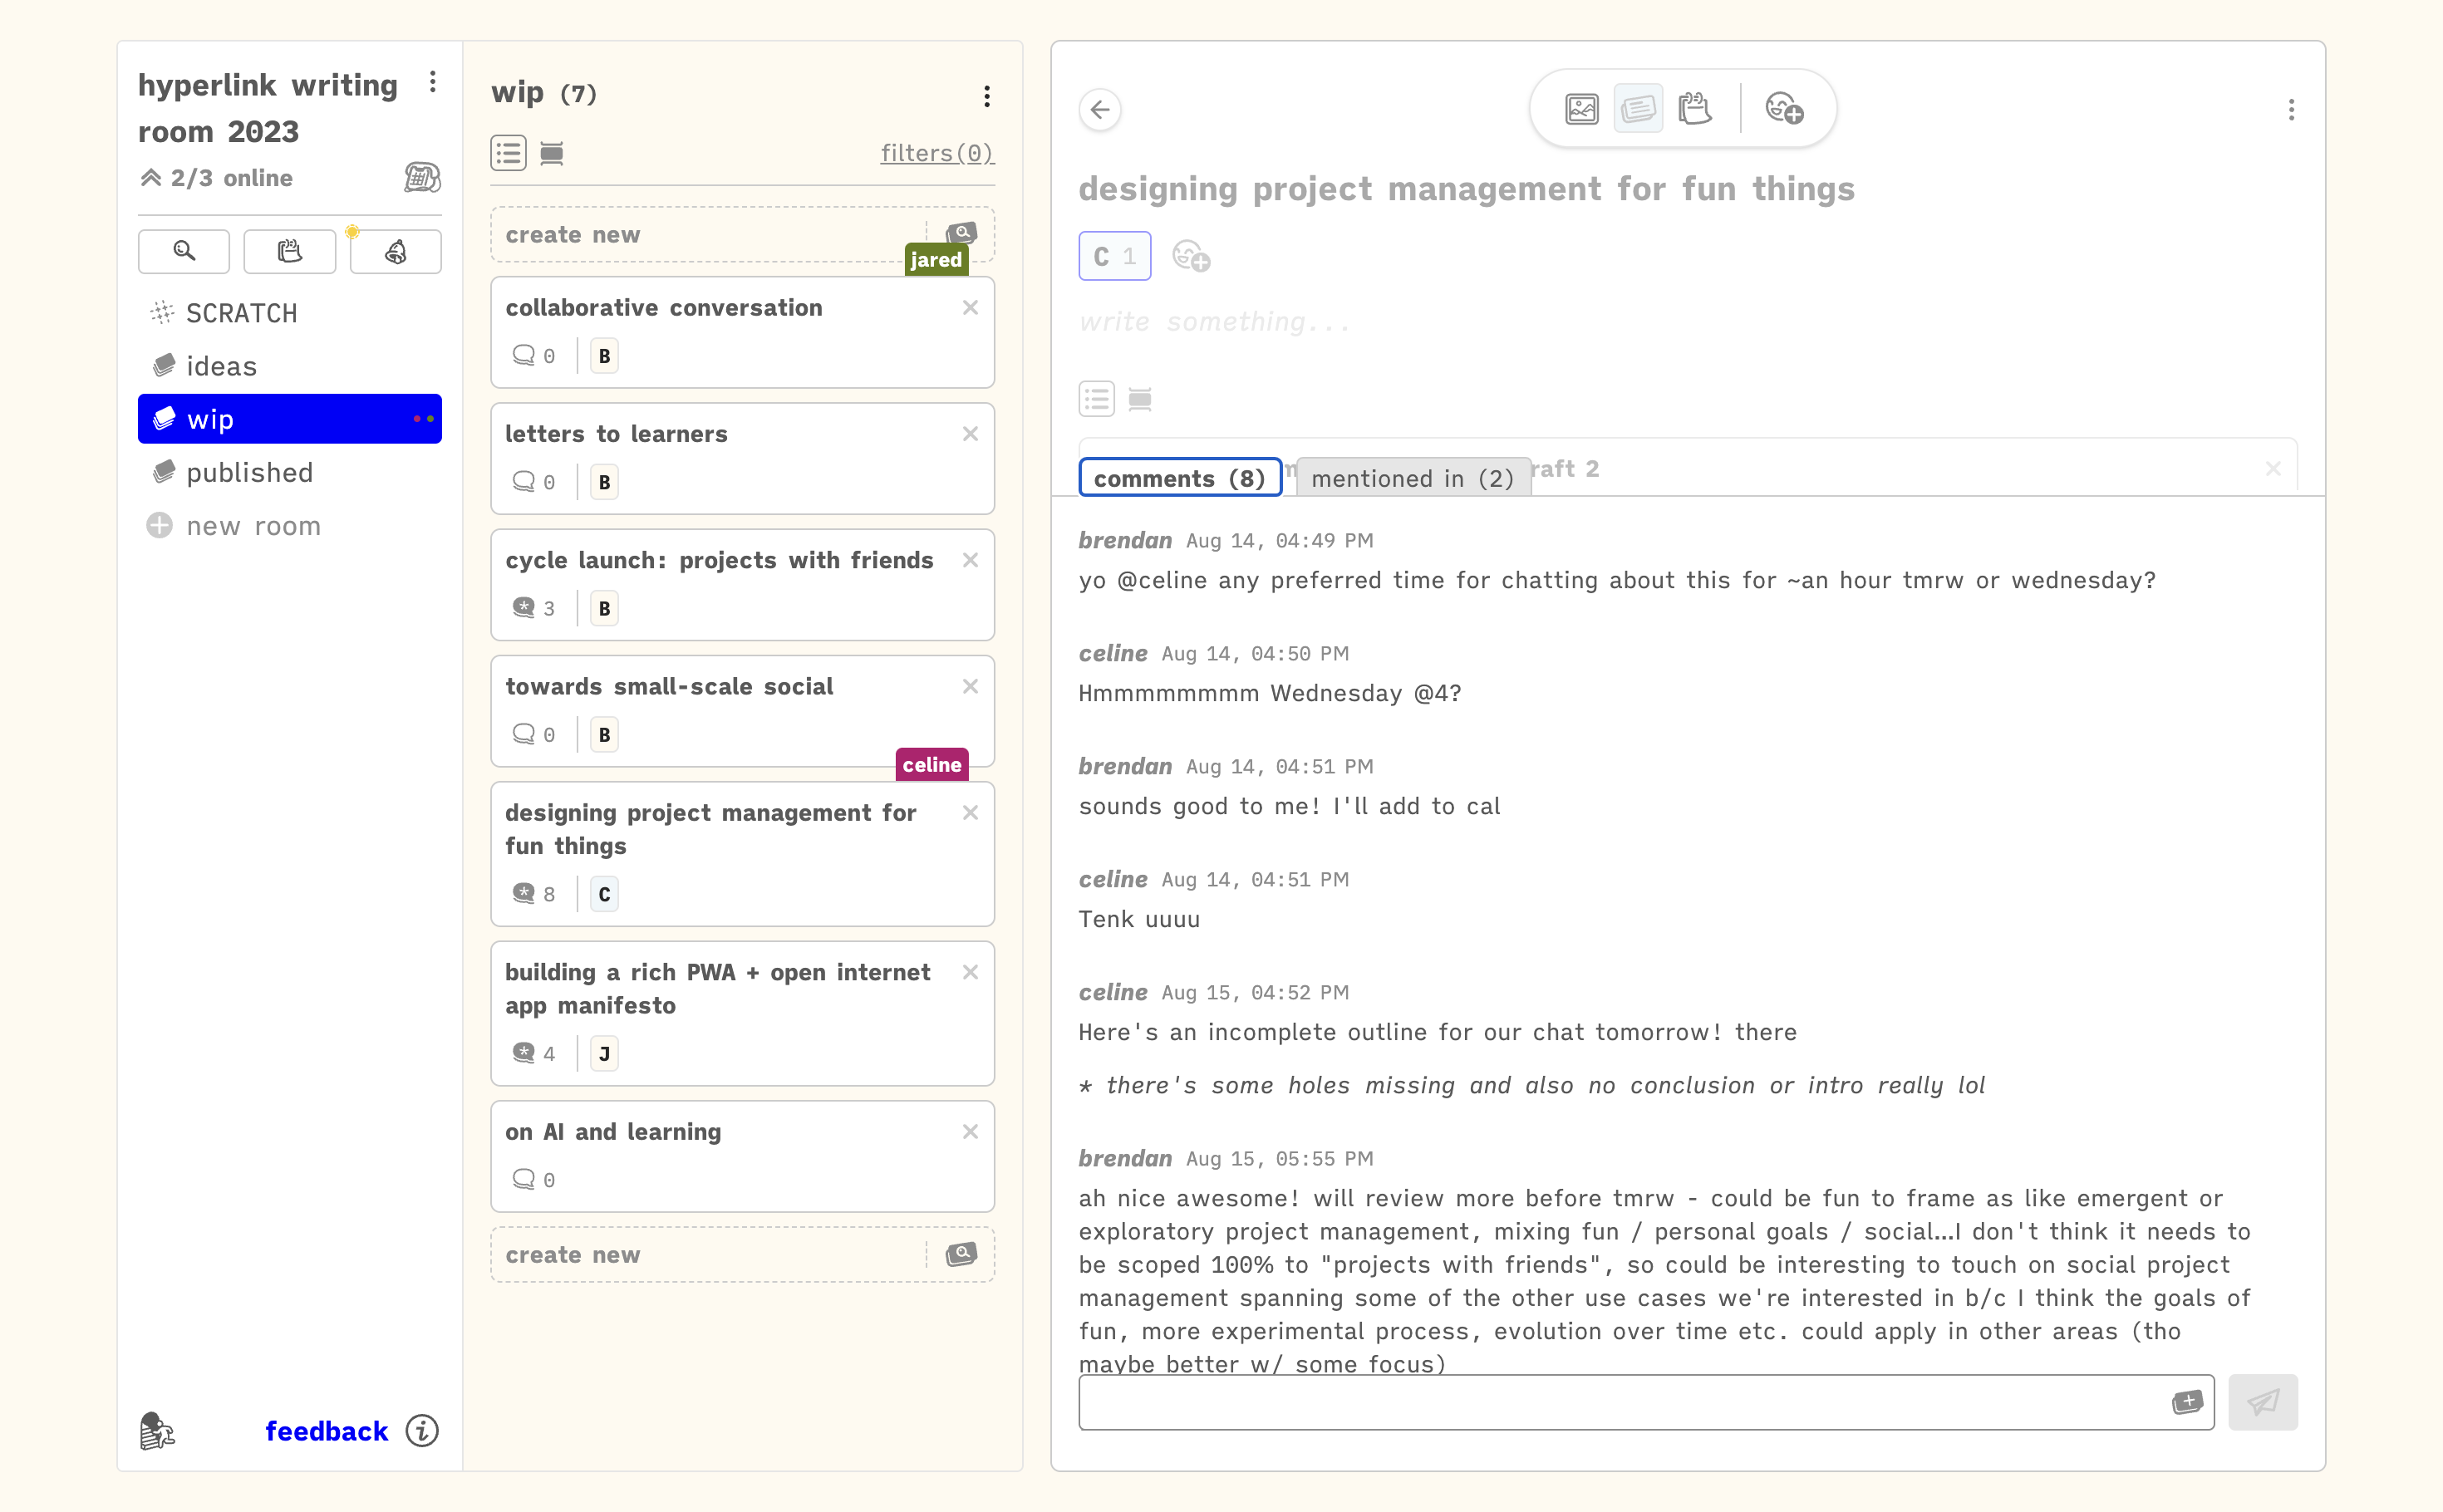 hyperlink writing
room 2023
2/3 online
SCRATCH
ideas
wip
published
new room
feedback
wip (7)
filters(0)
create new
jared
collaborative conversation
0 B
letters to learners
0 B
cycle launch: projects with friends
3 B
towards small-scale social
0 B
celine
designing project management for
fun things
8 C
building a rich PWA + open internet
app manifesto
4 J
on AI and learning
0
create new
designing project management for fun things
C 1
write something...
raft 2
comments (8)
mentioned in (2)
brendan Aug 14, 04:49 PM
yo @celine any preferred time for chatting about this for ~an hour tmrw or wednesday?
celine Aug 14, 04:50 PM
Hmmmmmmmm Wednesday @4?
brendan Aug 14, 04:51 PM
sounds good to me! I'll add to cal
celine Aug 14, 04:51 PM
Tenk uuuu
celine Aug 15, 04:52 PM
Here's an incomplete outline for our chat tomorrow! there
* there's some holes missing and also no conclusion or intro really lol
brendan Aug 15, 05:55 PM
ah nice awesome! will review more before tmrw - could be fun to frame as like emergent or
exploratory project management, mixing fun / personal goals / social…I don't think it needs to
be scoped 100% to "projects with friends", so could be interesting to touch on social project
management spanning some of the other use cases we're interested in b/c I think the goals of
fun, more experimental process, evolution over time etc. could apply in other areas (tho
maybe better w/ some focus)